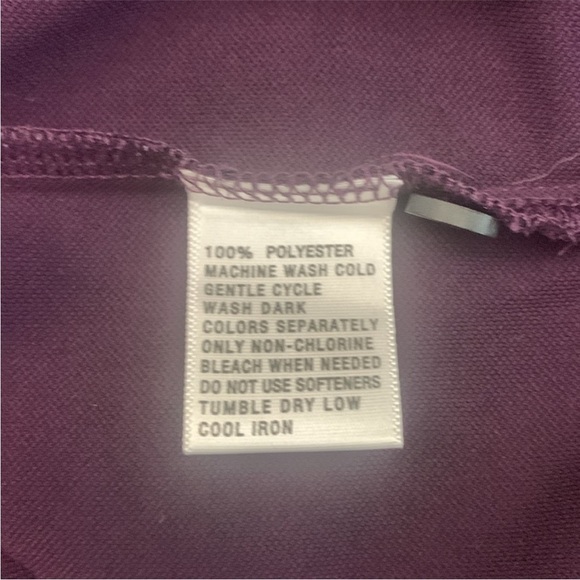 100% POLYESTER
MACHINE WASH COLD
GENTLE CYCLE
WASH DARK
COLORS SEPARATELY
ONLY NON-CHLORINE
BLEACH WHEN NEEDED
DO NOT USE SOFTENERS
TUMBLE DRY LOW
COOL IRON